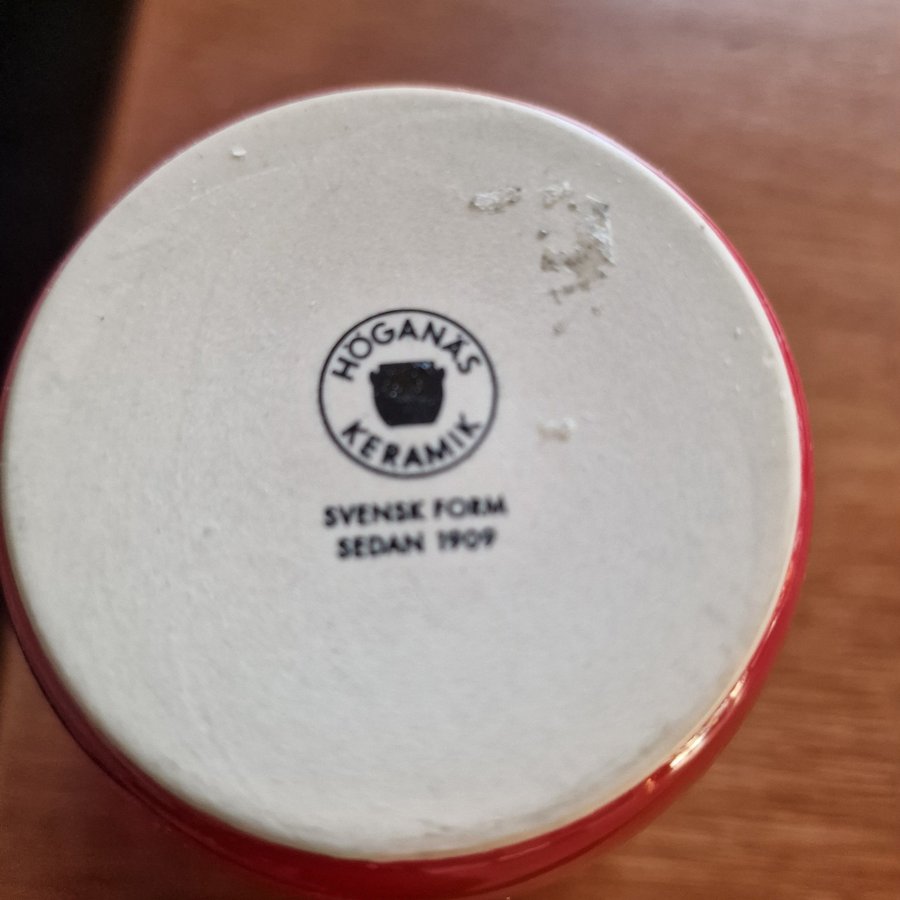 HÖGANÄS
KERAMIK
SVENSK FORM
SEDAN 1909